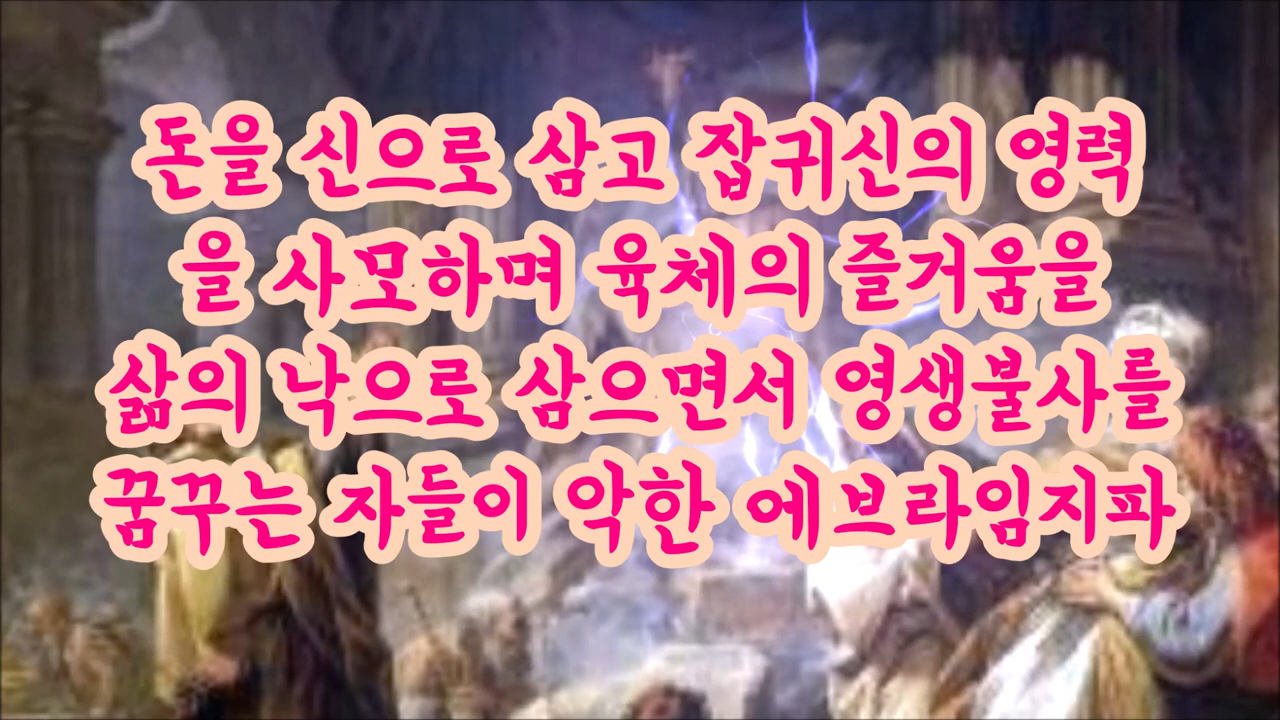 돈을 신으로 삼고 잡귀신의 영력
을 사모하며 육체의 즐거움을
삶의 낙으로 삼으면서 영생불사를
꿈꾸는 자들이 악한 에브라임지파